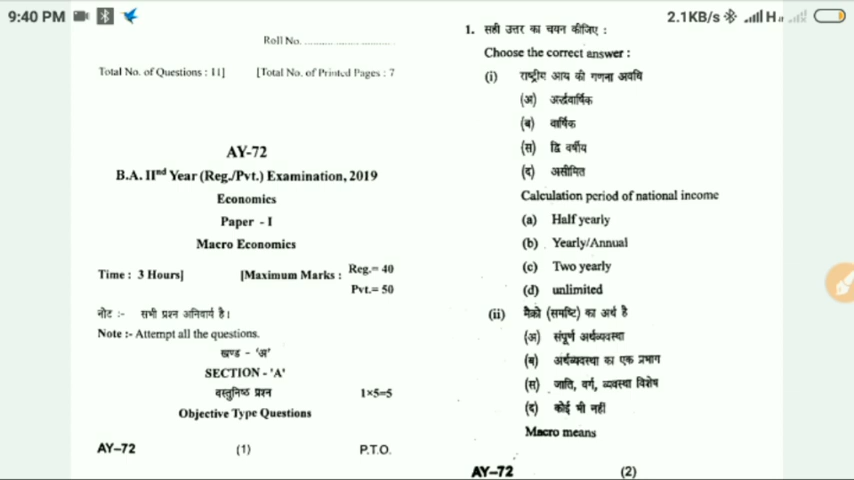 9:40 PM
2.1KB/s
H
Roll No. ........................
Total No. of Questions : 11]
[Total No. of Printed Pages : 7
AY-72
B.A. IInd Year (Reg./Pvt.) Examination, 2019
Economics
Paper - I
Macro Economics
Time : 3 Hours]
[Maximum Marks : Reg.= 40
Pvt.= 50
नोट :- सभी प्रश्न अनिवार्य है।
Note :- Attempt all the questions.
खण्ड - 'अ'
SECTION - 'A'
वस्तुनिष्ठ प्रश्न 1×5=5
Objective Type Questions
AY–72 (1) P.T.O.
1. सही उत्तर का चयन कीजिए :
Choose the correct answer :
(i) राष्ट्रीय आय की गणना अवधि
(अ) अर्द्धवार्षिक
(ब) वार्षिक
(स) द्वि वर्षीय
(द) असीमित
Calculation period of national income
(a) Half yearly
(b) Yearly/Annual
(c) Two yearly
(d) unlimited
(ii) मैक्रो (समष्टि) का अर्थ है
(अ) संपूर्ण अर्थव्यवस्था
(ब) अर्थव्यवस्था का एक प्रभाग
(स) जाति, वर्ग, व्यवस्था विशेष
(द) कोई भी नहीं
Macro means
AY–72 (2)